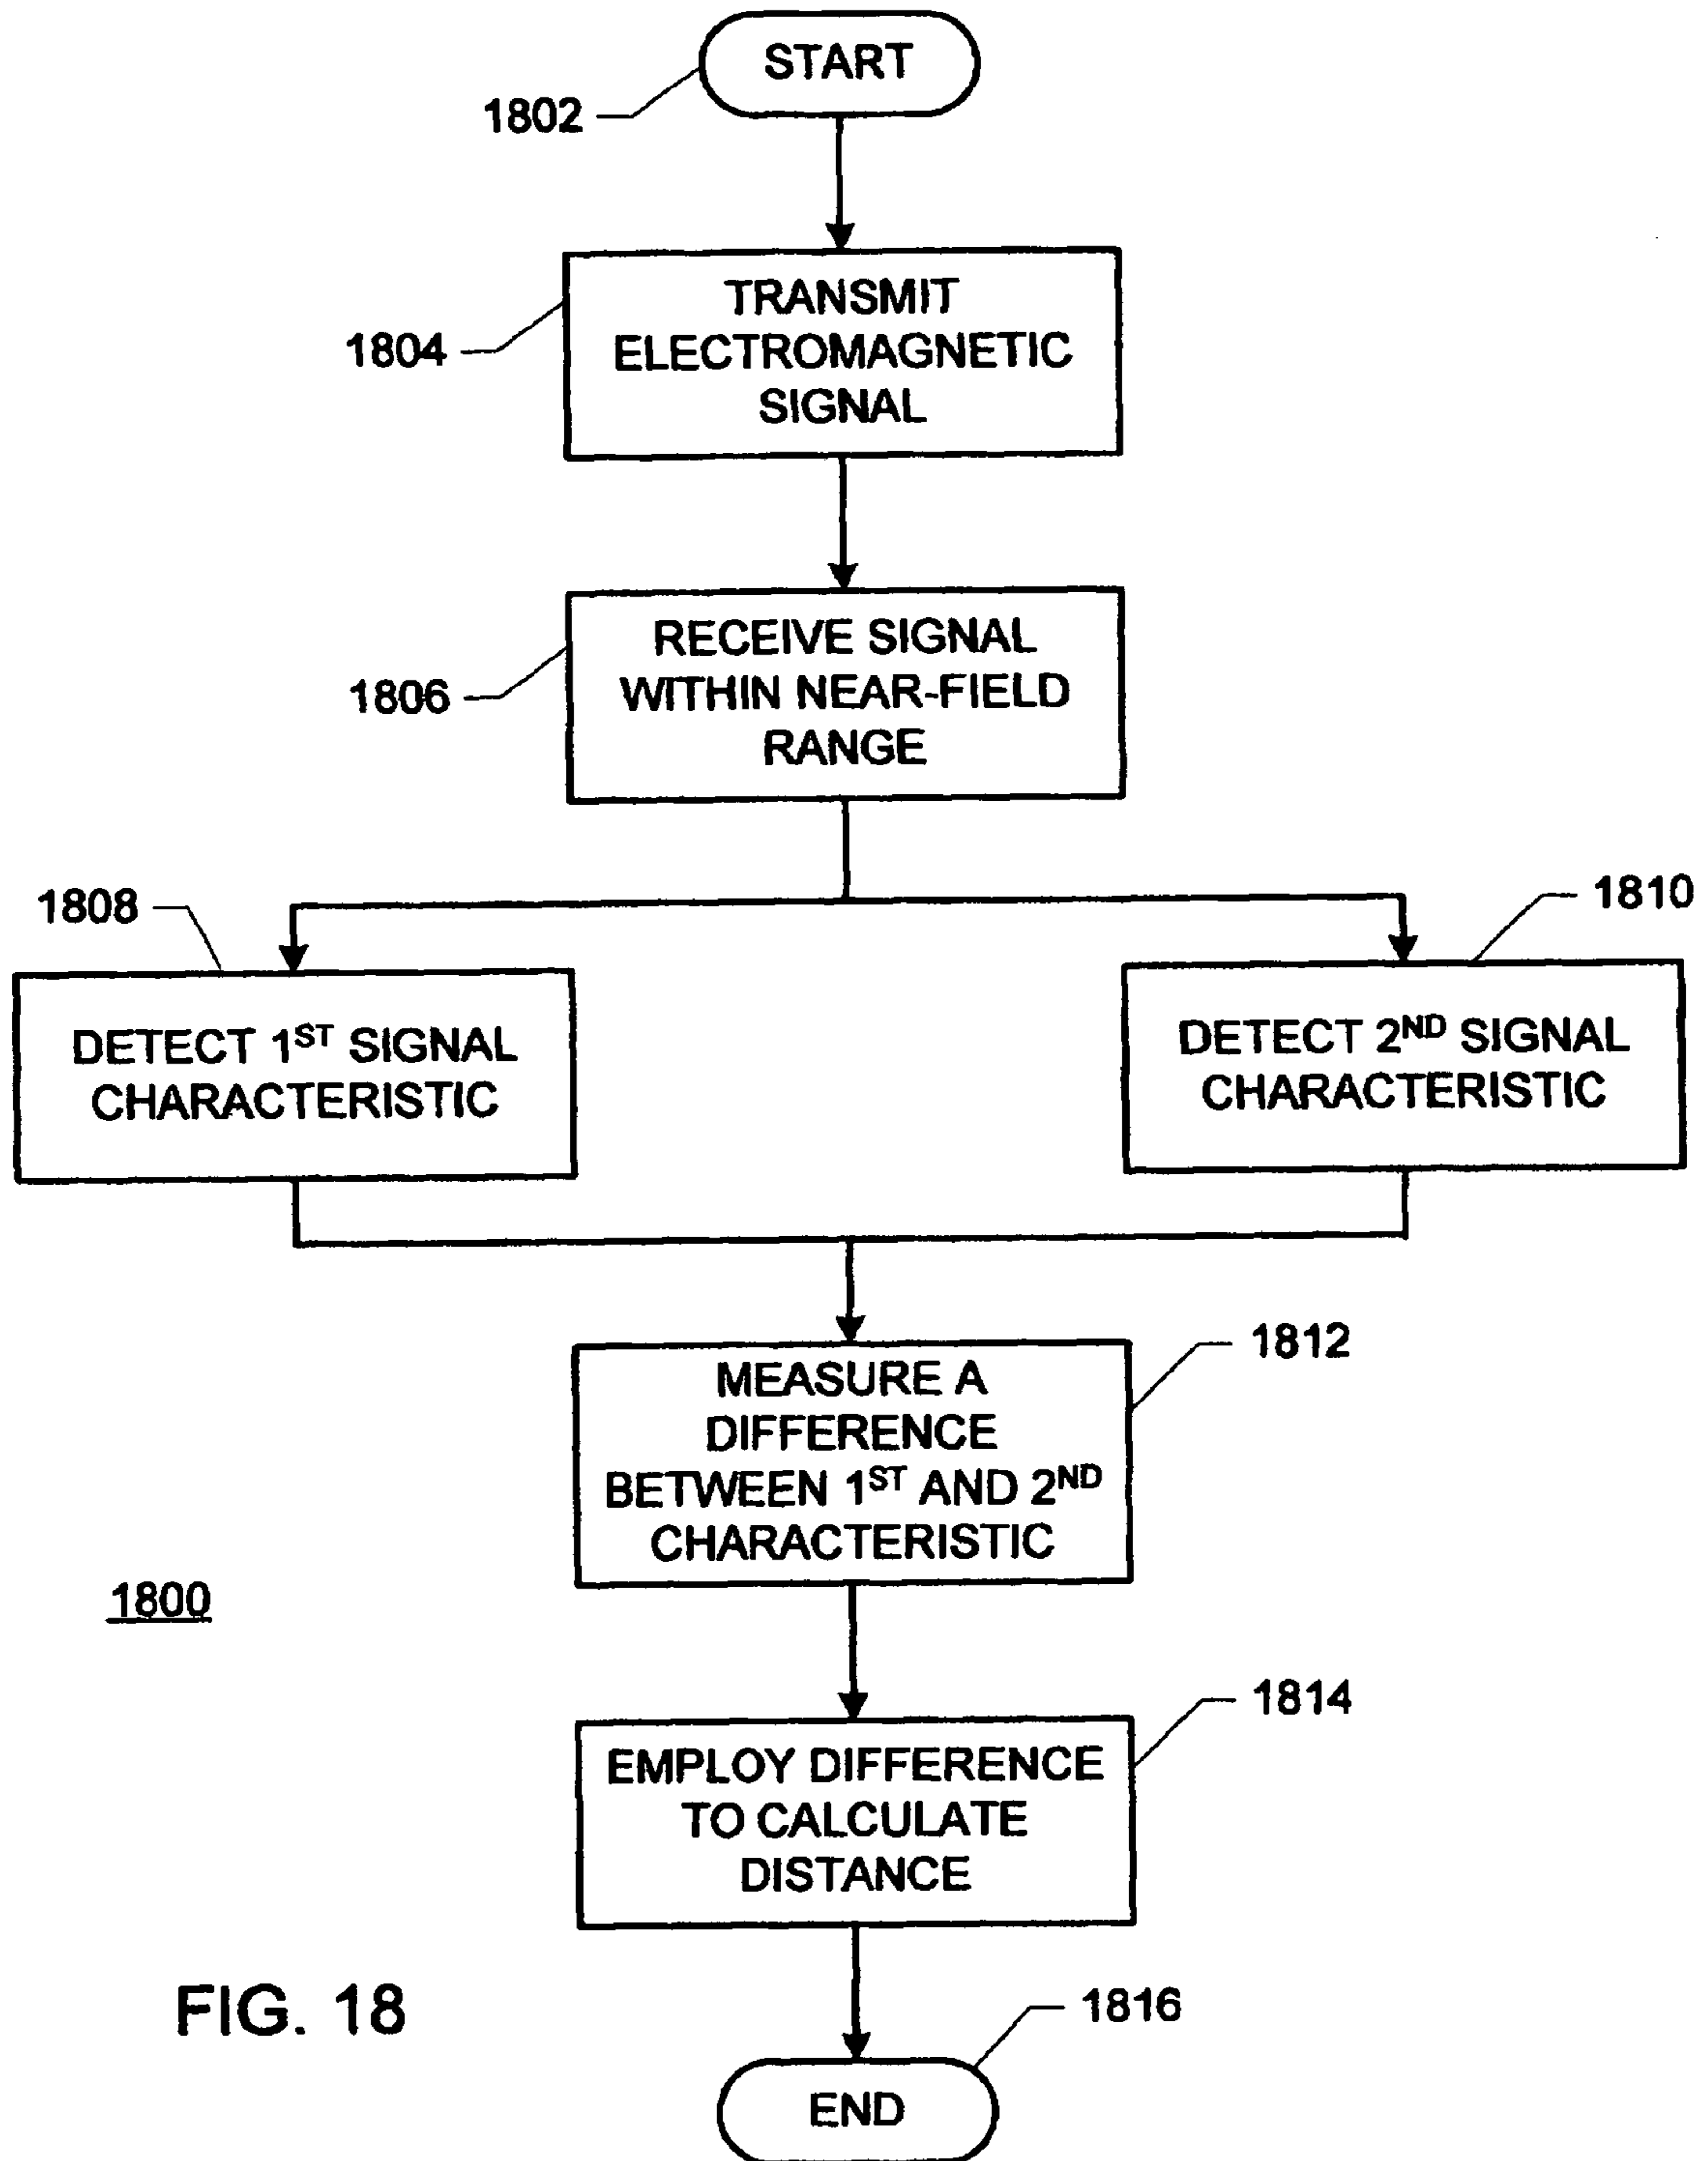 START
1802
TRANSMIT
ELECTROMAGNETIC
SIGNAL
1804
RECEIVE SIGNAL
WITHIN NEAR-FIELD
RANGE
1806
1808
1810
DETECT 1ST SIGNAL
CHARACTERISTIC
DETECT 2ND SIGNAL
CHARACTERISTIC
1812
MEASURE A
DIFFERENCE
BETWEEN 1ST AND 2ND
CHARACTERISTIC
1800
1814
EMPLOY DIFFERENCE
TO CALCULATE
DISTANCE
FIG. 18
1816
END